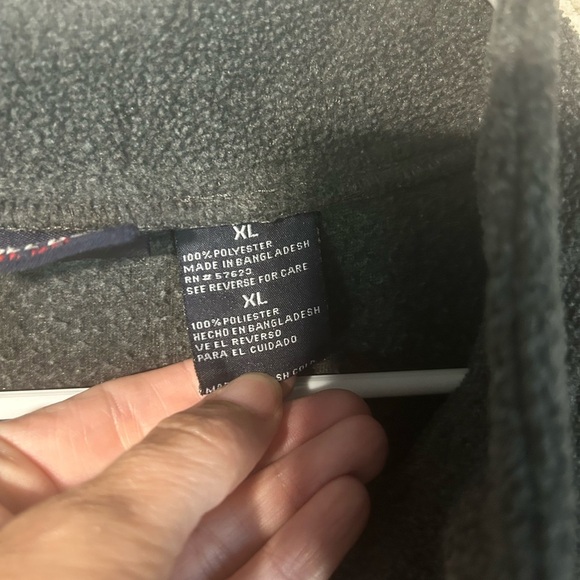 XL
100% POLYESTER
MADE IN BANGLADESH
RN# 57623
SEE REVERSE FOR CARE
XL
100% POLIESTER
HECHO EN BANGLADESH
VE EL REVERSO
PARA EL CUIDADO